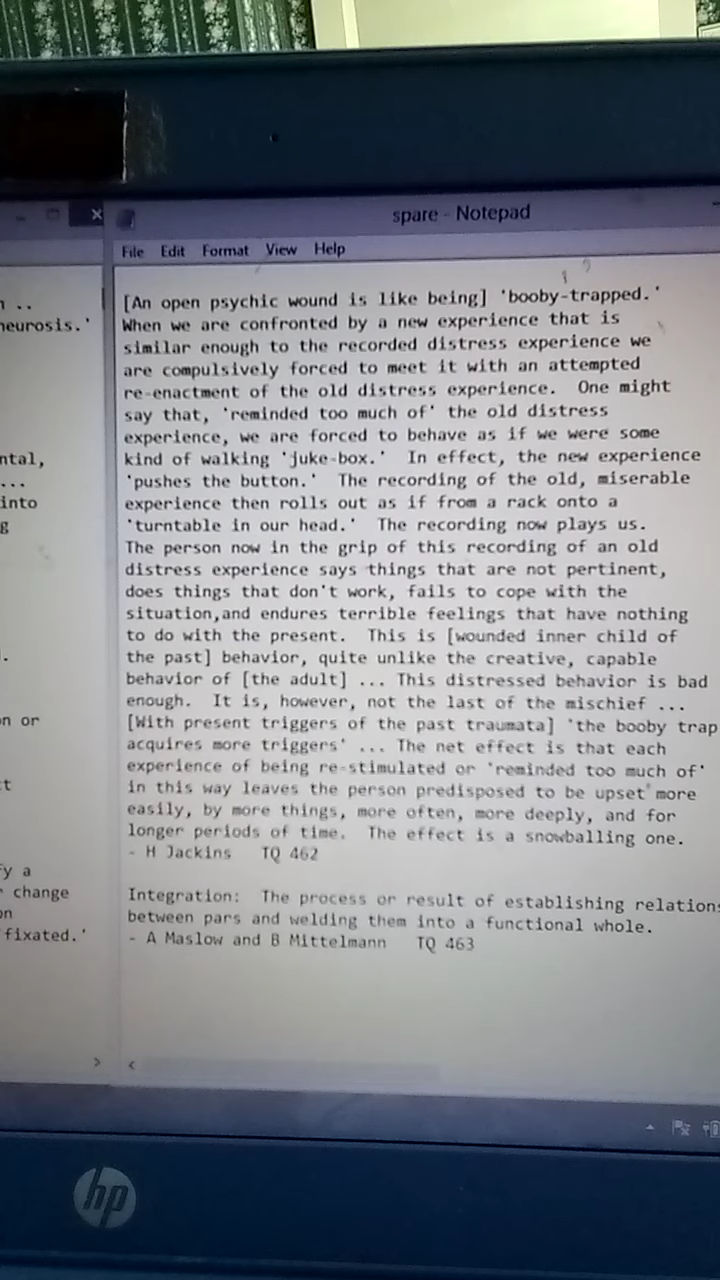 spare - Notepad
File Edit Format View Help
[An open psychic wound is like being] 'booby-trapped.'
When we are confronted by a new experience that is
similar enough to the recorded distress experience we
are compulsively forced to meet it with an attempted
re-enactment of the old distress experience. One might
say that, 'reminded too much of' the old distress
experience, we are forced to behave as if we were some
kind of walking 'juke-box.' In effect, the new experience
'pushes the button.' The recording of the old, miserable
experience then rolls out as if from a rack onto a
'turntable in our head.' The recording now plays us.
The person now in the grip of this recording of an old
distress experience says things that are not pertinent,
does things that don't work, fails to cope with the
situation,and endures terrible feelings that have nothing
to do with the present. This is [wounded inner child of
the past] behavior, quite unlike the creative, capable
behavior of [the adult] ... This distressed behavior is bad
enough. It is, however, not the last of the mischief ...
[With present triggers of the past traumata] 'the booby trap
acquires more triggers' ... The net effect is that each
experience of being re-stimulated or 'reminded too much of'
in this way leaves the person predisposed to be upset more
easily, by more things, more often, more deeply, and for
longer periods of time. The effect is a snowballing one.
- H Jackins TQ 462
Integration: The process or result of establishing relations
between pars and welding them into a functional whole.
- A Maslow and B Mittelmann TQ 463
..
neurosis.'
ntal,
...
into
g
.
on or
ct
fy a
change
on
fixated.'
hp